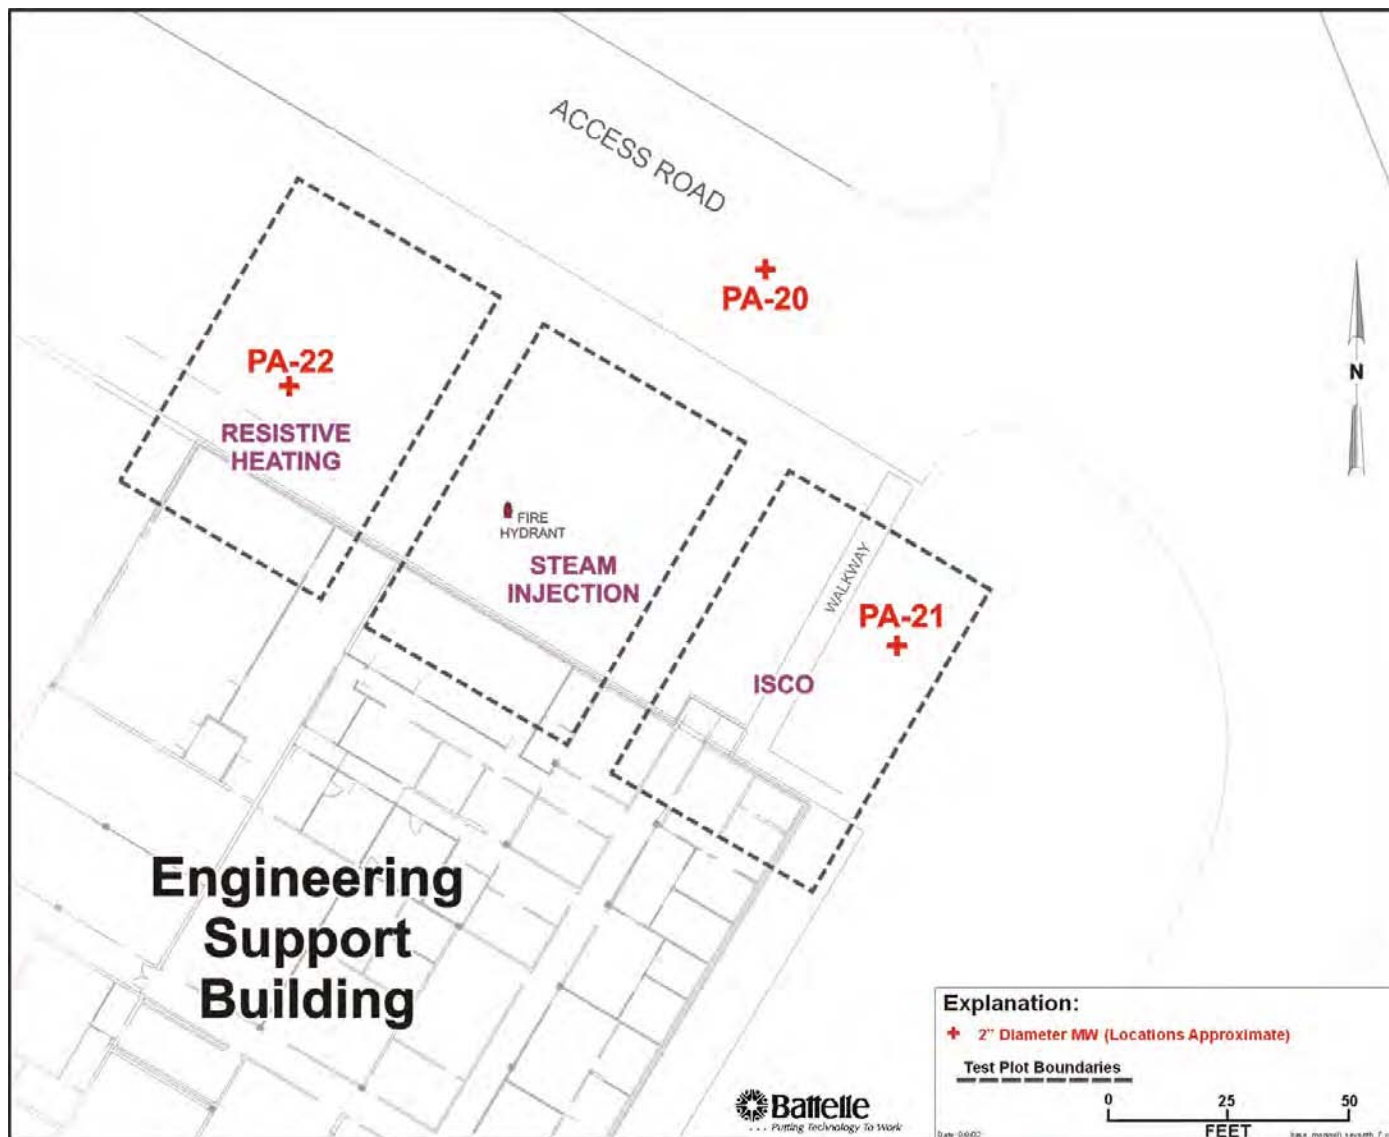 ACCESS ROAD
PA-20
PA-22
RESISTIVE
HEATING
N
FIRE
HYDRANT
STEAM
INJECTION
WALKWAY
PA-21
ISCO
Engineering
Support
Building
Explanation:
2" Diameter MW (Locations Approximate)
Test Plot Boundaries
0 25 50
FEET
Battelle
. . . Putting Technology To Work